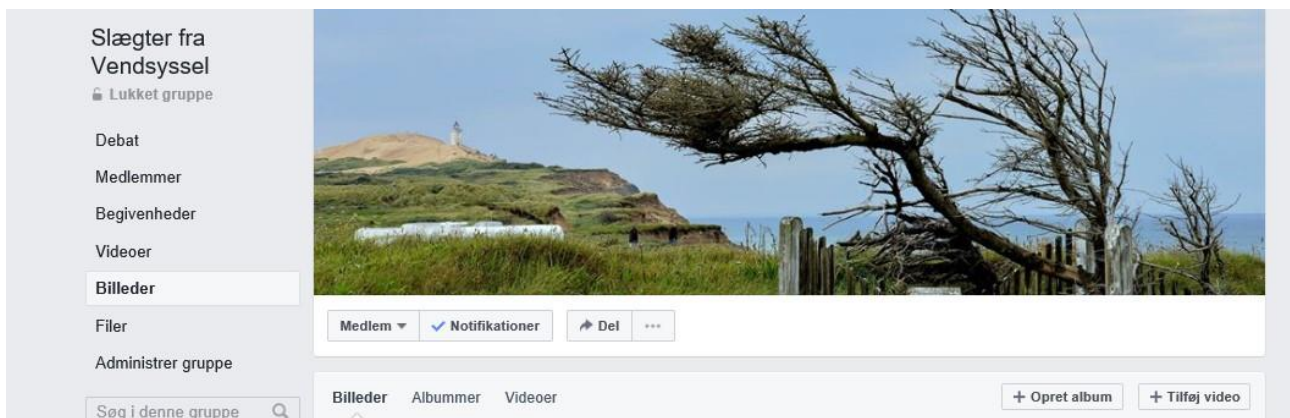 Slægter fra
Vendsyssel
Lukket gruppe
Debat
Medlemmer
Begivenheder
Videoer
Billeder
Filer
Administrer gruppe
Søg i denne gruppe
Medlem
Notifikationer
Del
Billeder Albummer Videoer
+ Opret album
+ Tilføj video